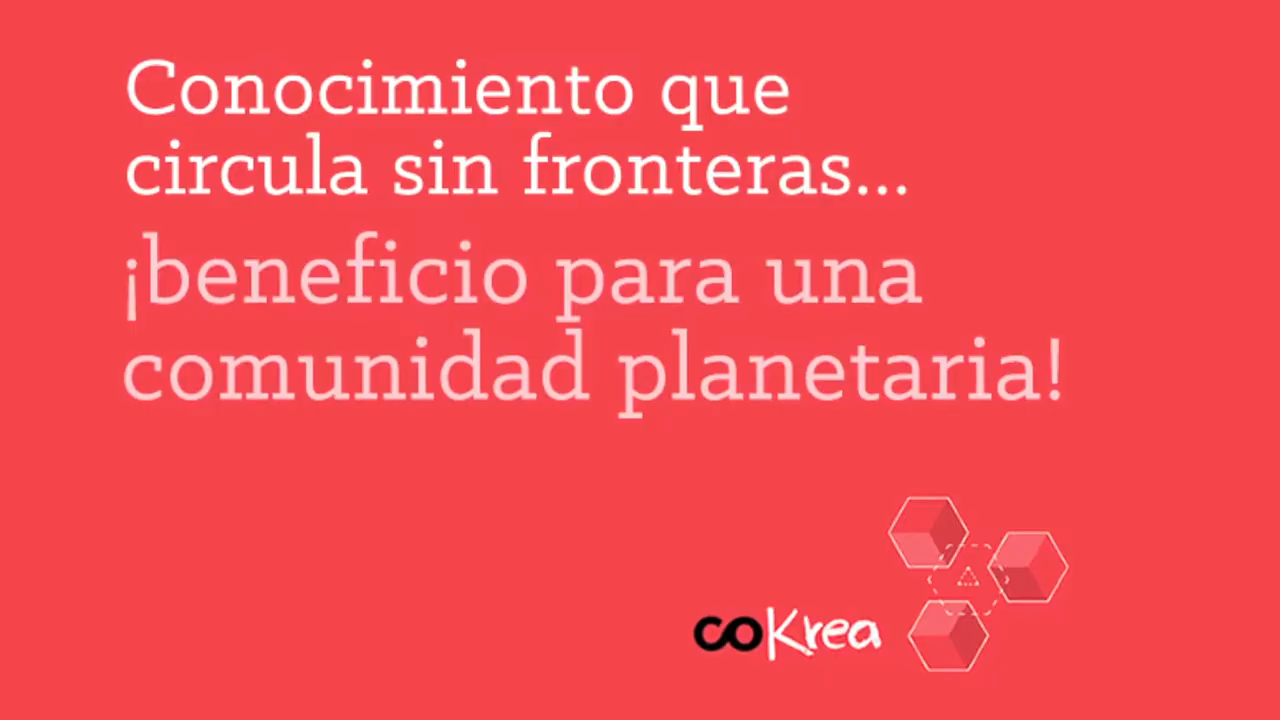 Conocimiento que
circula sin fronteras...
¡beneficio para una
comunidad planetaria!
coKrea